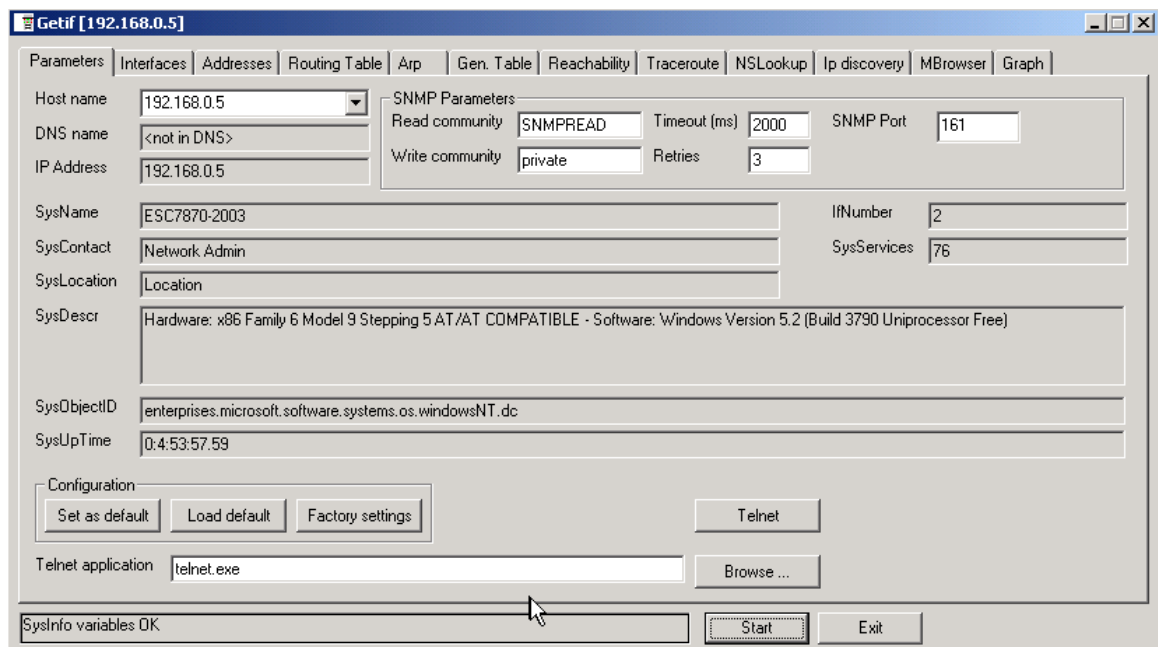 Getif [192.168.0.5]
Parameters Interfaces Addresses Routing Table Arp Gen. Table Reachability Traceroute NSLookup Ip discovery MBrowser Graph
Host name 192.168.0.5
DNS name <not in DNS>
IP Address 192.168.0.5
SNMP Parameters
Read community SNMPREAD Timeout (ms) 2000 SNMP Port 161
Write community private Retries 3
SysName ESC7870-2003 IfNumber 2
SysContact Network Admin SysServices 76
SysLocation Location
SysDescr Hardware: x86 Family 6 Model 9 Stepping 5 AT/AT COMPATIBLE - Software: Windows Version 5.2 (Build 3790 Uniprocessor Free)
SysObjectID enterprises.microsoft.software.systems.os.windowsNT.dc
SysUpTime 0:4:53:57.59
Configuration
Set as default Load default Factory settings Telnet
Telnet application telnet.exe Browse ...
SysInfo variables OK Start Exit